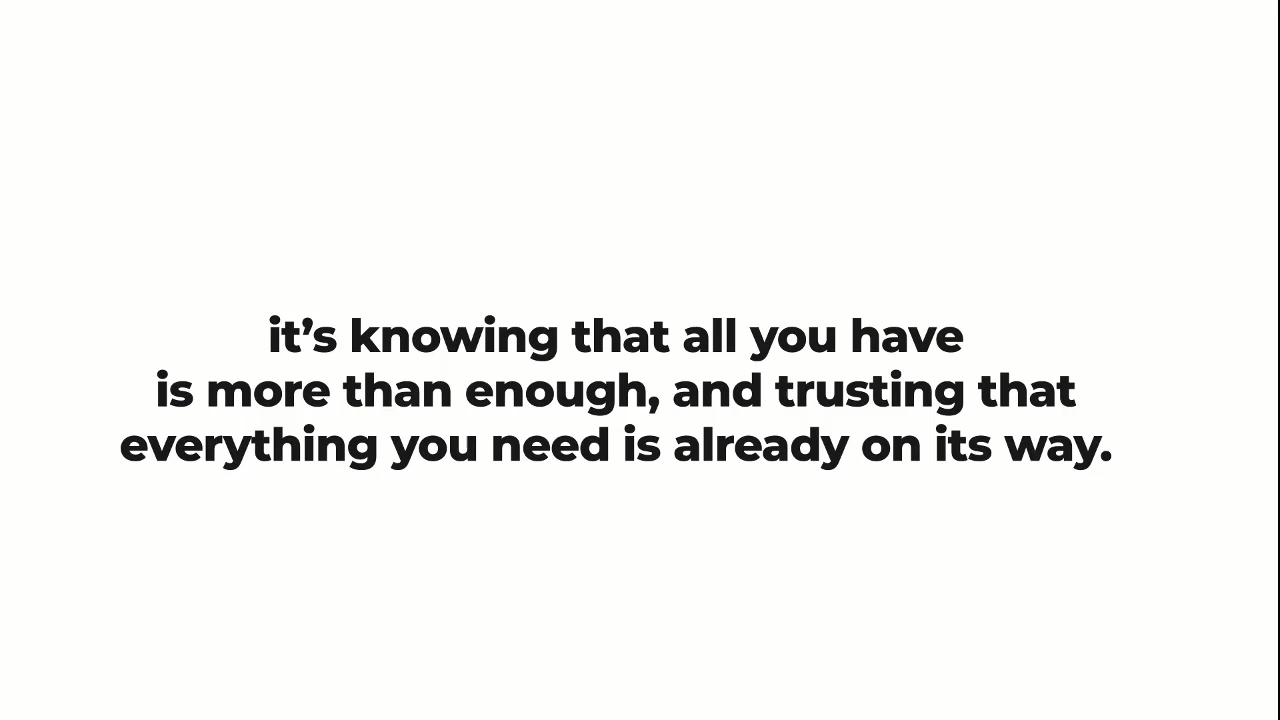 it’s knowing that all you have
is more than enough, and trusting that
everything you need is already on its way.